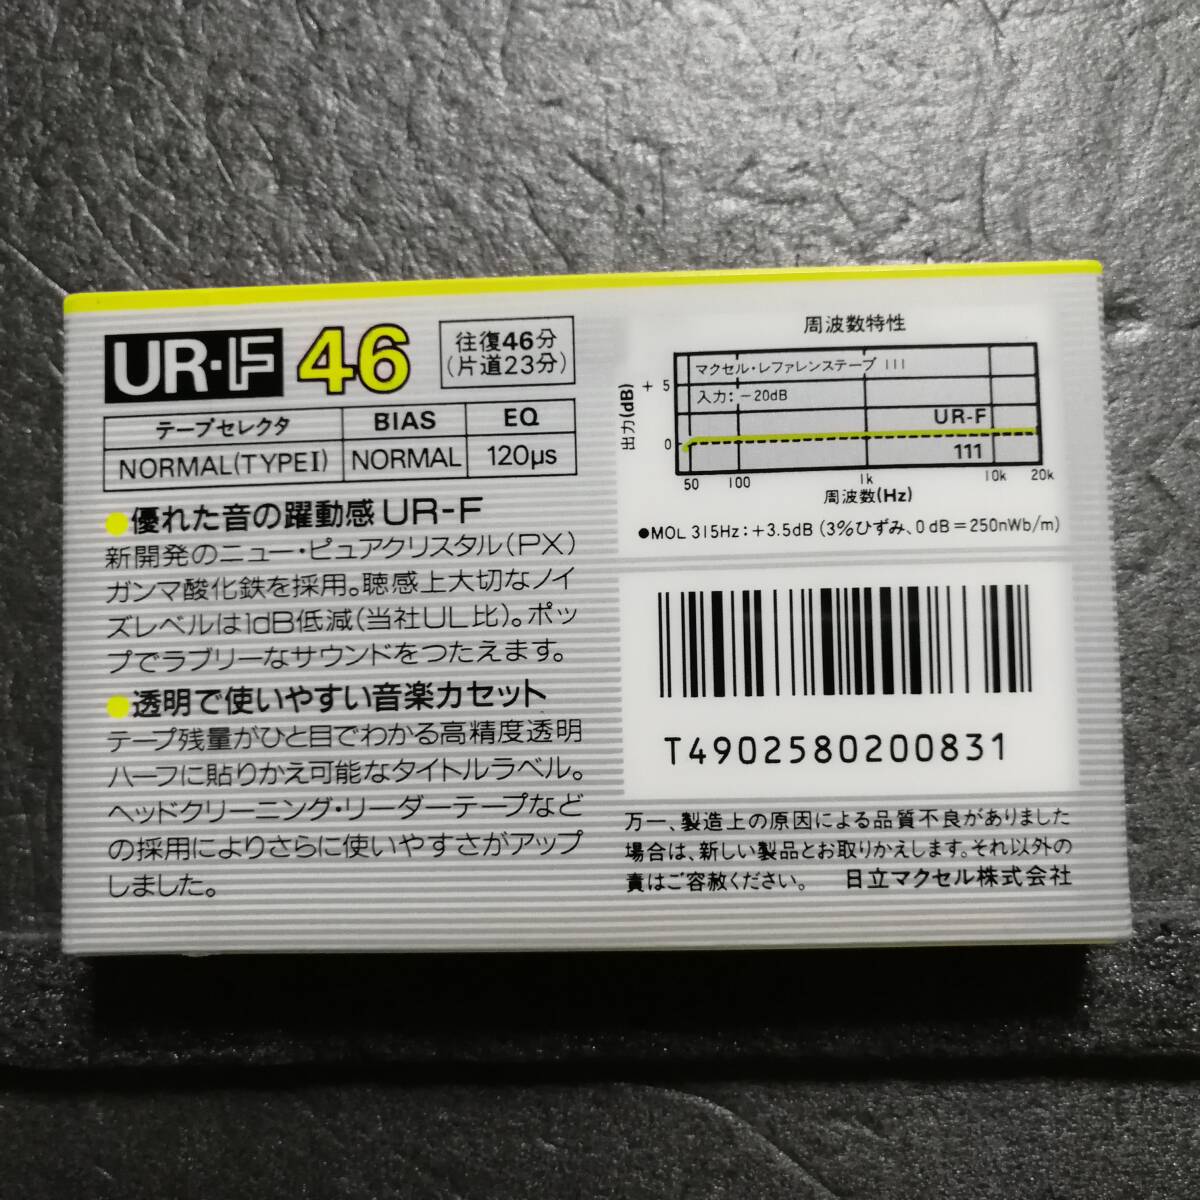 UR·F 46
往復46分
(片道23分)
テープセレクタ BIAS EQ
NORMAL(TYPEI) NORMAL 120μs
●優れた音の躍動感UR-F
新開発のニュー・ピュアクリスタル(PX)
ガンマ酸化鉄を採用。聴感上大切なノイ
ズレベルは1dB低減(当社UL比)。ポッ
プでラブリーなサウンドをつたえます。
●透明で使いやすい音楽カセット
テープ残量がひと目でわかる高精度透明
ハーフに貼りかえ可能なタイトルラベル。
ヘッドクリーニング・リーダーテープなど
の採用によりさらに使いやすさがアップ
しました。
周波数特性
マクセル・レファレンステープ 111
入力:-20dB
出力(dB)
+5
0
UR-F
111
50 100 1k 10k 20k
周波数(Hz)
●MOL 315Hz:+3.5dB (3%ひずみ、0dB=250nWb/m)
T4902580200831
万一、製造上の原因による品質不良がありました
場合は、新しい製品とお取りかえします。それ以外の
責はご容赦ください。 日立マクセル株式会社